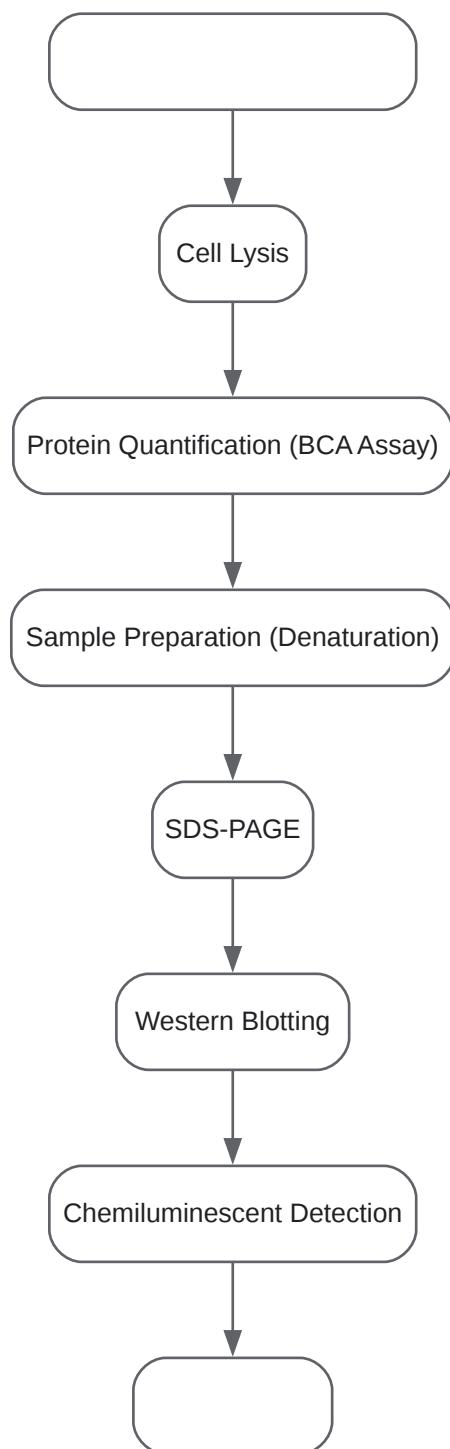 Cell Lysis
Protein Quantification (BCA Assay)
Sample Preparation (Denaturation)
SDS-PAGE
Western Blotting
Chemiluminescent Detection